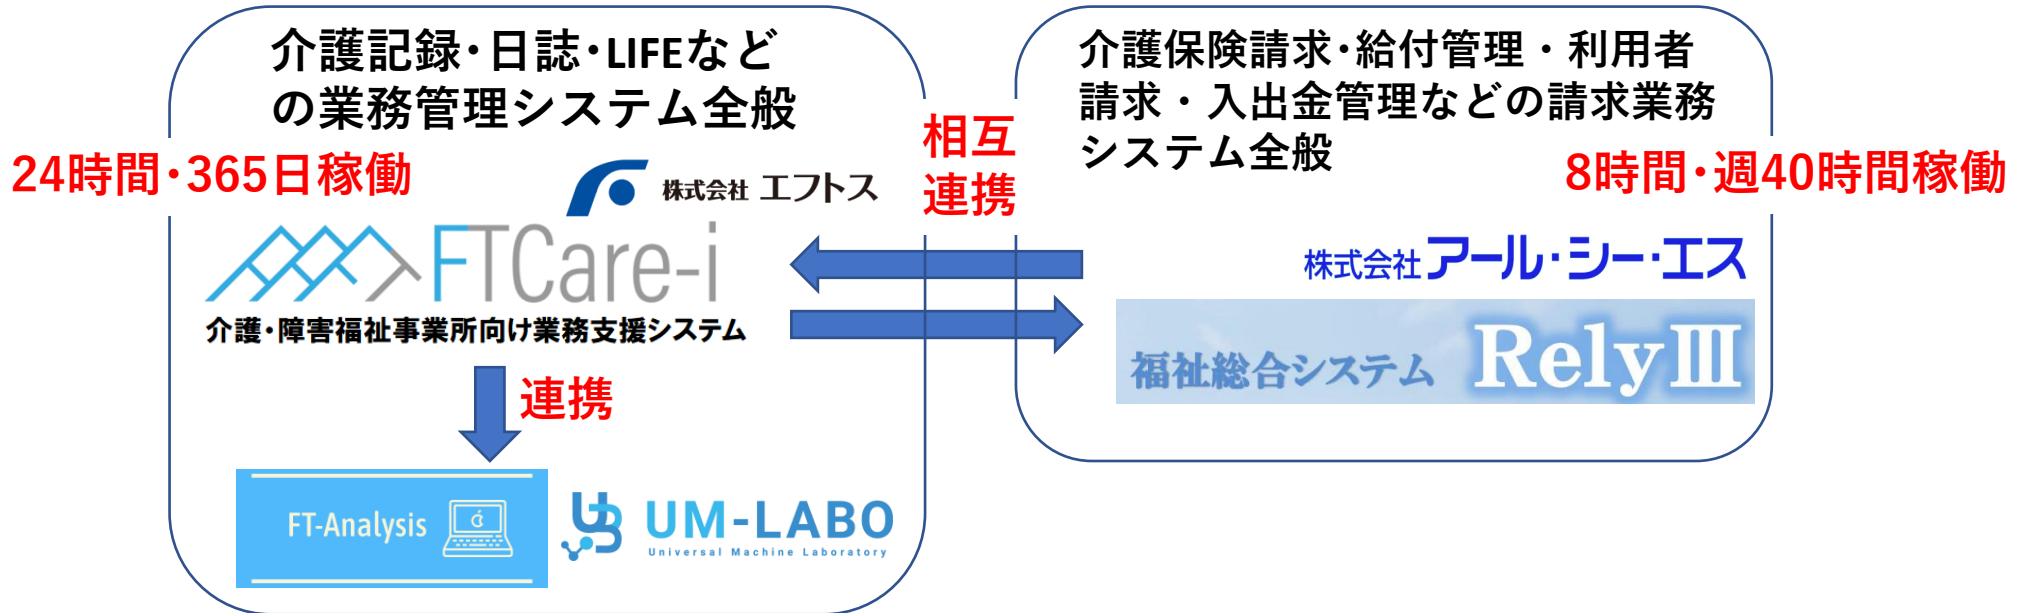 介護記録・日誌・LIFEなど
の業務管理システム全般
24時間・365日稼働
株式会社 エフトス
FTCare-i
介護・障害福祉事業所向け業務支援システム
連携
FT-Analysis
UM-LABO
Universal Machine Laboratory
相互
連携
介護保険請求・給付管理・利用者
請求・入出金管理などの請求業務
システム全般
8時間・週40時間稼働
株式会社アール・シー・エス
福祉総合システム RelyⅢ